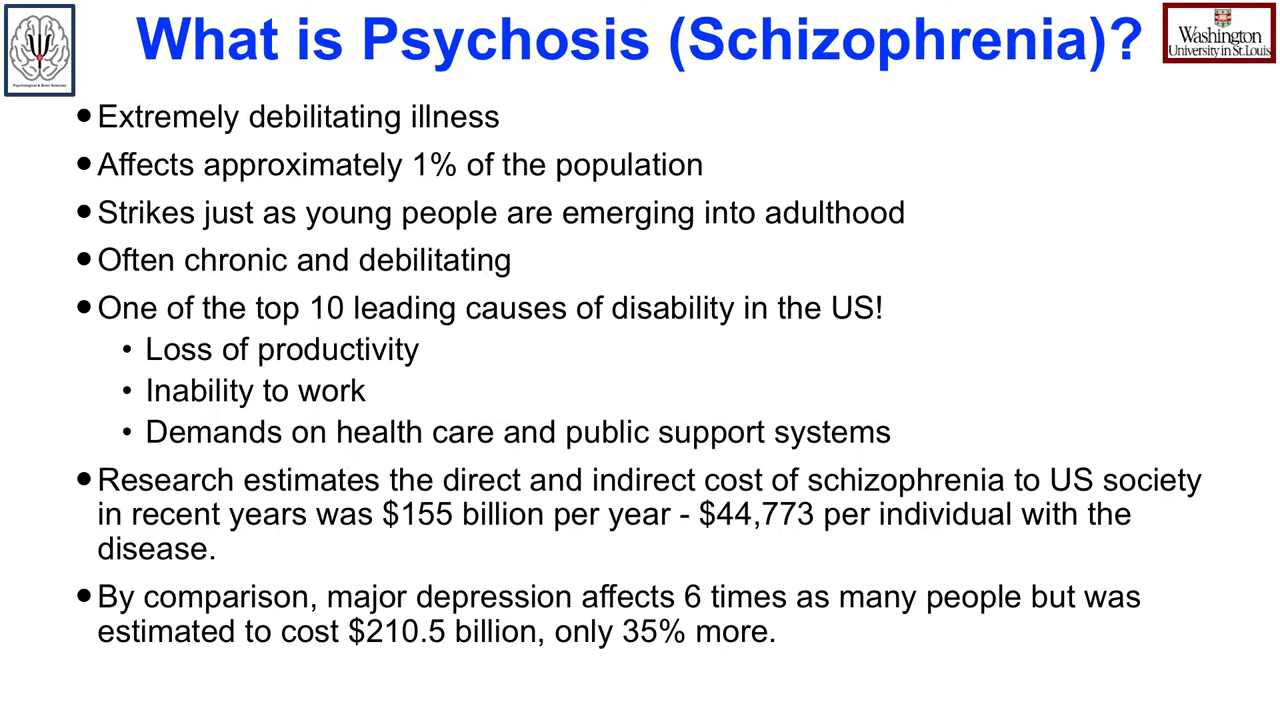 What is Psychosis (Schizophrenia)?
Ψ
Psychological & Brain Sciences
Washington
University in St. Louis
• Extremely debilitating illness
• Affects approximately 1% of the population
• Strikes just as young people are emerging into adulthood
• Often chronic and debilitating
• One of the top 10 leading causes of disability in the US!
• Loss of productivity
• Inability to work
• Demands on health care and public support systems
• Research estimates the direct and indirect cost of schizophrenia to US society
in recent years was $155 billion per year - $44,773 per individual with the
disease.
• By comparison, major depression affects 6 times as many people but was
estimated to cost $210.5 billion, only 35% more.